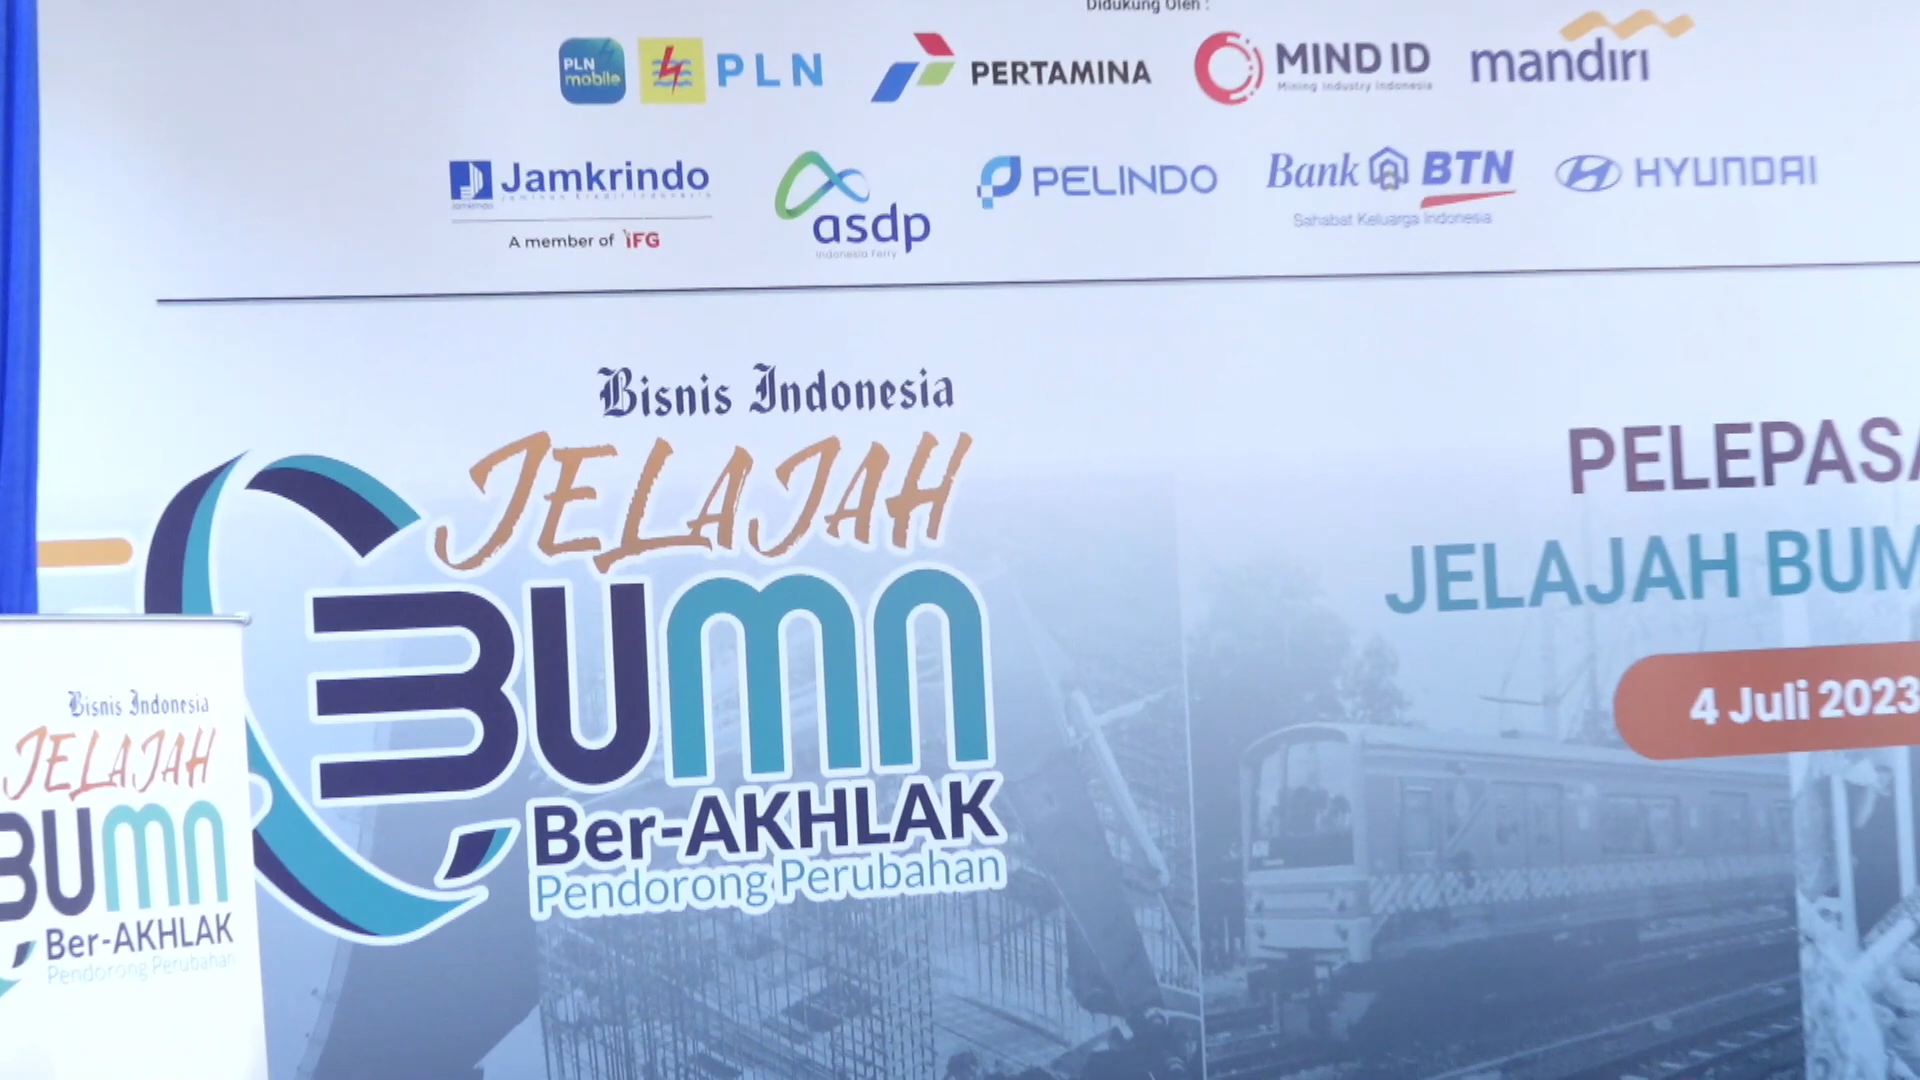 Didukung Oleh :
PLN mobile
PLN
PERTAMINA
MIND ID
Mining Industry Indonesia
mandiri
Jamkrindo
Jamkrindo
A member of IFG
asdp
Indonesia Ferry
PELINDO
Bank BTN
Sahabat Keluarga Indonesia
HYUNDAI
Bisnis Indonesia
JELAJAH
BUMN
Ber-AKHLAK
Pendorong Perubahan
PELEPASA
JELAJAH BUM
4 Juli 2023
Bisnis Indonesia
JELAJAH
BUMN
Ber-AKHLAK
Pendorong Perubahan